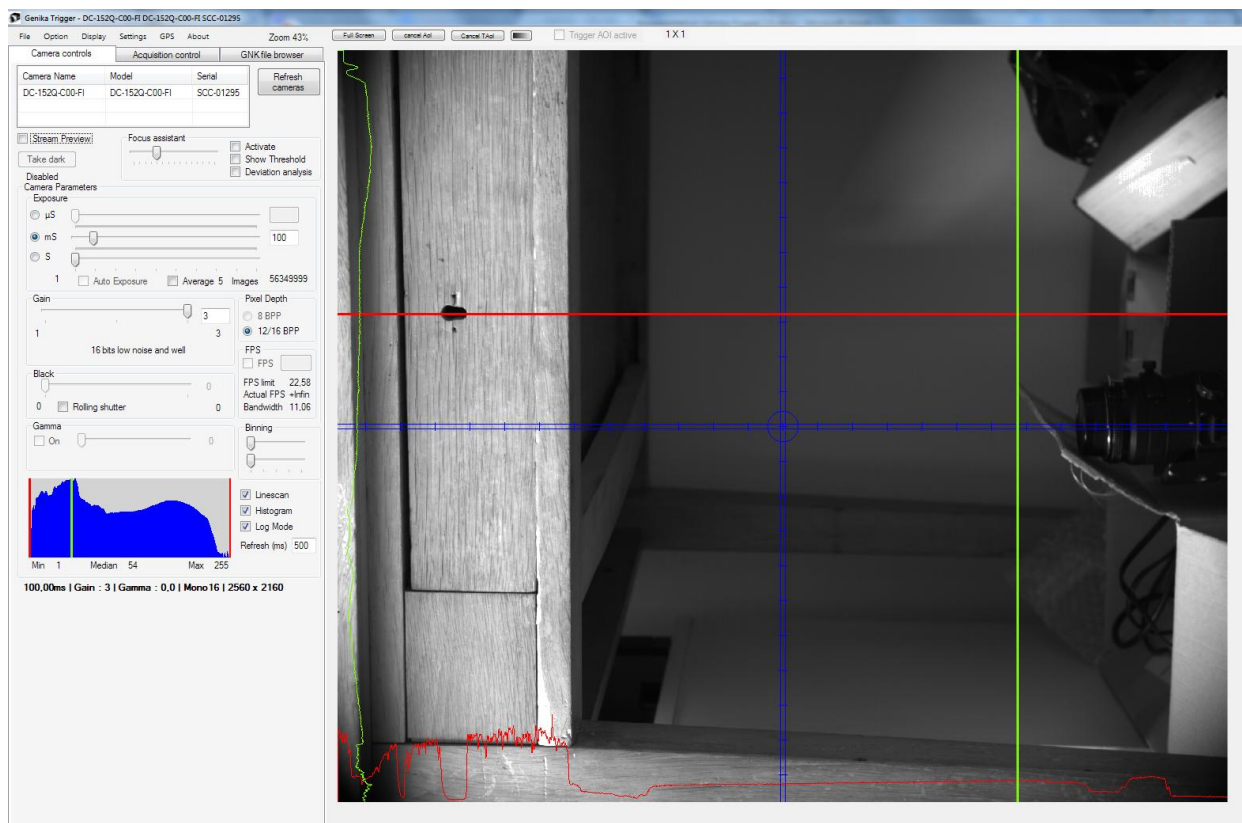 Genika Trigger - DC-152Q-C00-FI DC-152Q-C00-FI SCC-01295
File Option Display Settings GPS About Zoom 43%
Full Screen cancel AoI Cancel TAoI Trigger AOI active 1 X 1
Camera controls Acquisition control GNK file browser
Camera Name Model Serial
DC-152Q-C00-FI DC-152Q-C00-FI SCC-01295
Refresh
cameras
Stream Preview
Take dark
Disabled
Focus assistant
Activate
Show Threshold
Deviation analysis
Camera Parameters
Exposure
µS
mS 100
S
1 Auto Exposure Average 5 Images 56349999
Gain
3
1 3
16 bits low noise and well
Pixel Depth
8 BPP
12/16 BPP
FPS
FPS
FPS limit 22,58
Actual FPS +Infin
Bandwidth 11,06
Black
0
0 Rolling shutter 0
Gamma
On 0
Binning
Linescan
Histogram
Log Mode
Refresh (ms) 500
Min 1 Median 54 Max 255
100,00ms | Gain : 3 | Gamma : 0,0 | Mono16 | 2560 x 2160